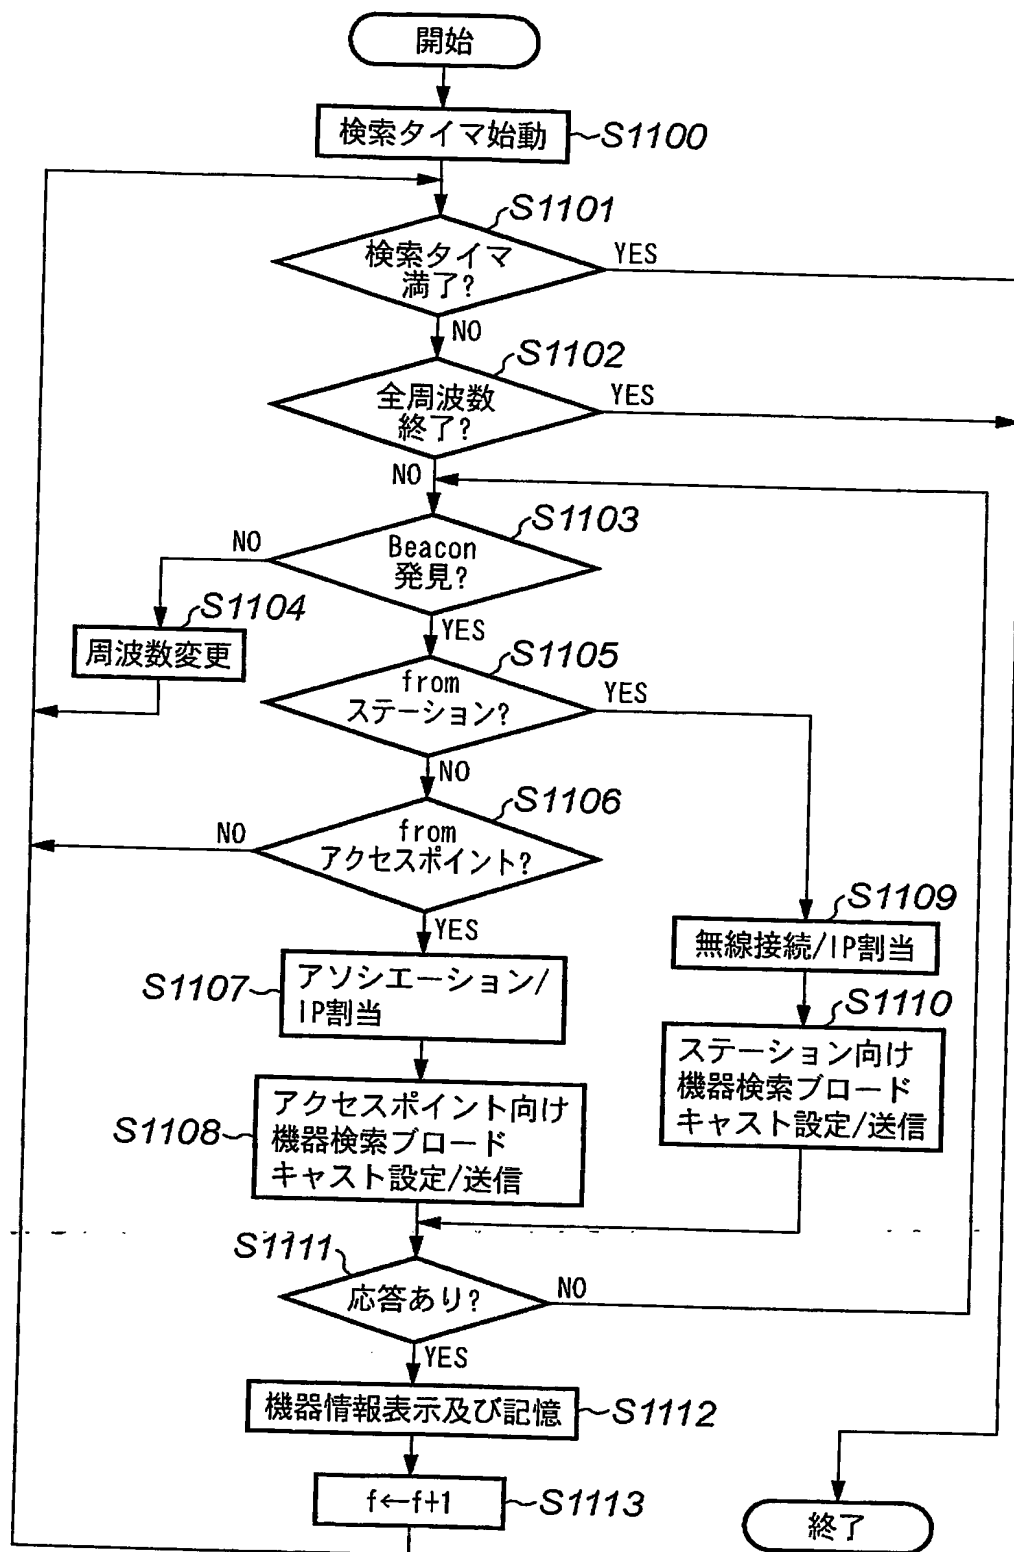 開始
検索タイマ始動
S1100
S1101
検索タイマ
満了?
YES
NO
S1102
全周波数
終了?
YES
NO
S1103
Beacon
発見?
NO
YES
S1104
周波数変更
S1105
from
ステーション?
YES
NO
S1106
from
アクセスポイント?
NO
YES
S1107
アソシエーション/
IP割当
S1109
無線接続/IP割当
S1110
ステーション向け
機器検索ブロード
キャスト設定/送信
S1108
アクセスポイント向け
機器検索ブロード
キャスト設定/送信
S1111
応答あり?
NO
YES
機器情報表示及び記憶
S1112
f←f+1
S1113
終了